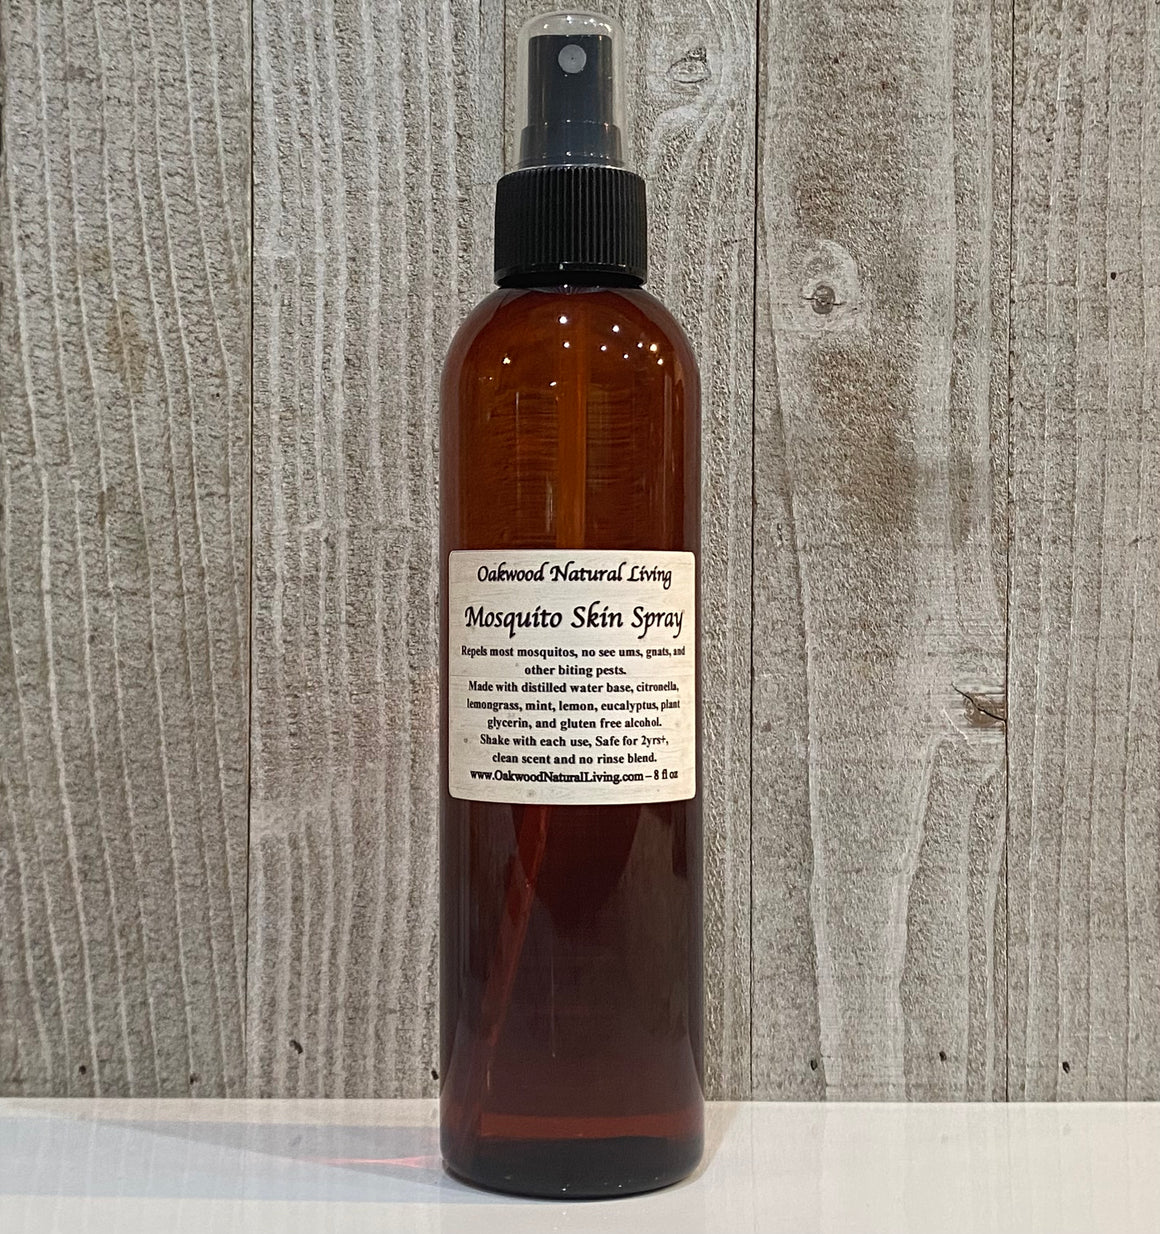 Oakwood Natural Living
Mosquito Skin Spray
Repels most mosquitos, no see ums, gnats, and
other biting pests.
Made with distilled water base, citronella,
lemongrass, mint, lemon, eucalyptus, plant
glycerin, and gluten free alcohol.
Shake with each use, Safe for 2yrs+,
clean scent and no rinse blend.
www.OakwoodNaturalLiving.com – 8 fl oz